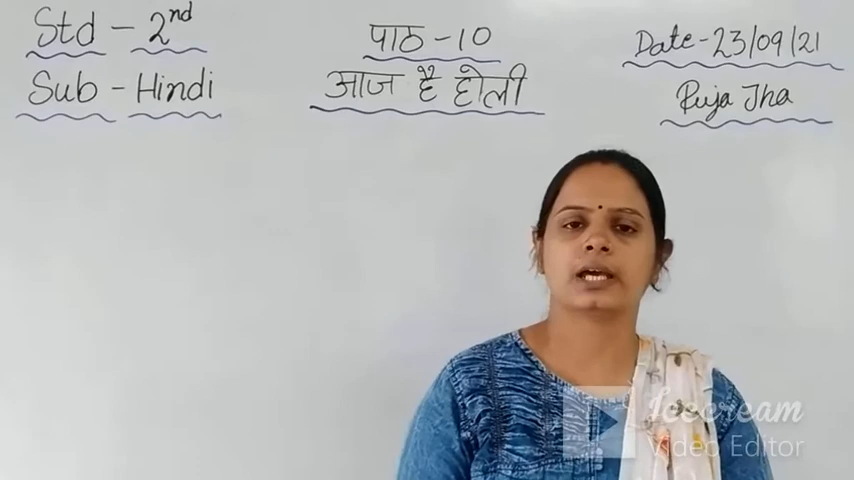 Std - 2nd
Sub - Hindi
पाठ - 10
आज है होली
Date - 23/09/21
Puja Jha
Icecream
Video Editor